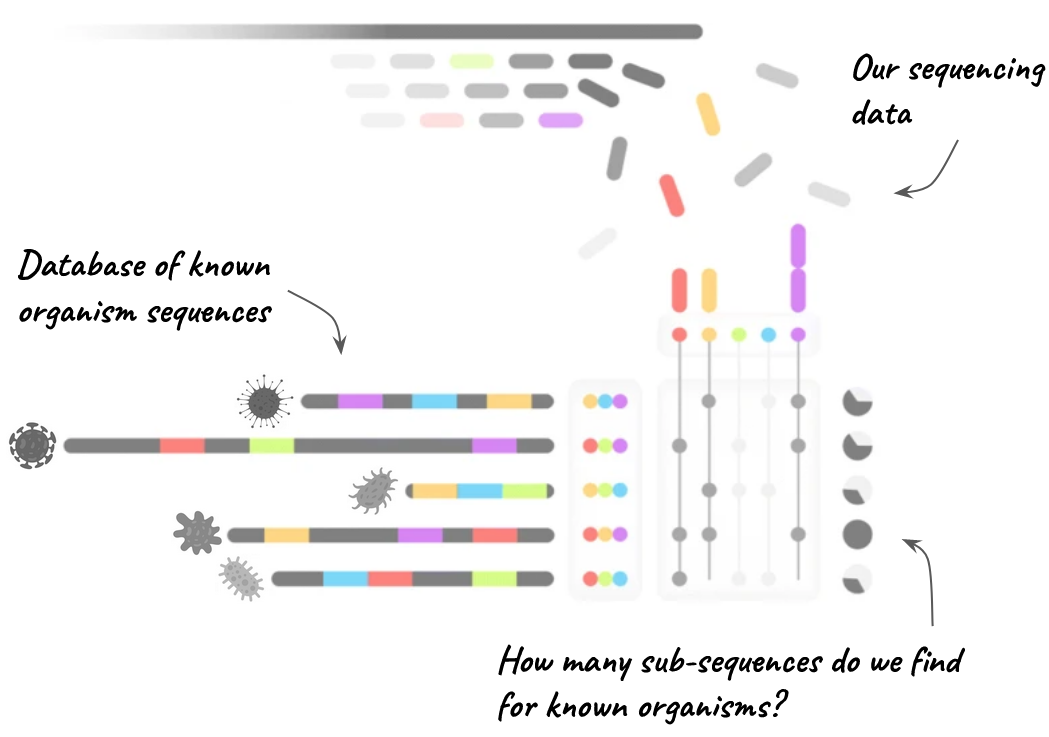 Our sequencing
data
Database of known
organism sequences
How many sub-sequences do we find
for known organisms?